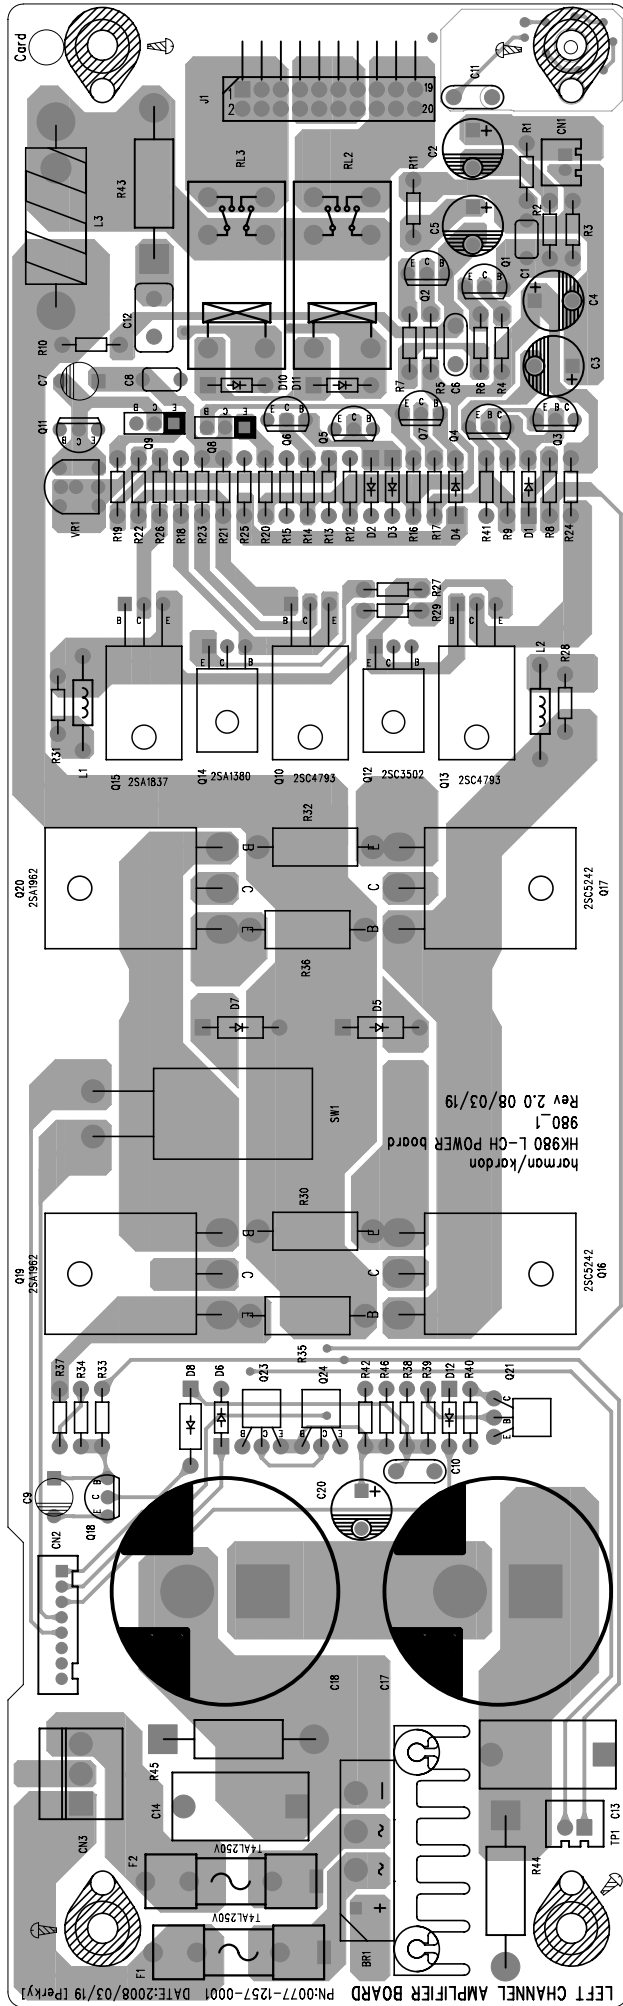 Card
J1
1
2
19
20
C11
R1
CN1
C2
R11
RL3
RL2
R43
L3
C5
R2
R3
Q1
C1
Q2
E C B
B
C4
C12
R10
C7
C8
D10
D11
R7
R5
C6
R6
R4
C3
Q11
B C E
Q9
B C E
Q8
B C E
Q6
E C B
Q5
E C B
Q7
E C B
Q4
E B C
Q3
E C B
VR1
R19
R22
R26
R18
R23
R21
R25
R20
R15
R14
R13
R12
D2
D3
R16
R17
D4
R41
R9
D1
R8
R24
R27
R29
B C E
E C B
B C E
E C B
B C E
L2
R28
R31
L1
Q15
2SA1837
Q14
2SA1380
Q10
2SC4793
Q12
2SC3502
Q13
2SC4793
R32
Q20
2SA1962
B
C
E
E
C
B
Q17
2SC5242
R36
D7
D5
SW1
harman/kardon
HK980 L-CH POWER board
980_1
Rev 2.0 08/03/19
R30
Q19
2SA1962
B
C
E
E
C
B
Q16
2SC5242
R35
R37
R34
R33
D8
D6
Q23
Q24
R42
R46
R38
R39
D12
R40
Q21
B C E
B C E
C
B
E
C9
Q18
B
C
E
CN2
C20
C10
C18
C17
R45
C14
CN3
T4AL250V
F2
T4AL250V
F1
BR1
C13
TP1
R44
LEFT CHANNEL AMPLIFIER BOARD
PN:0077-1257-0001 DATE:2008/03/19 [Perky]